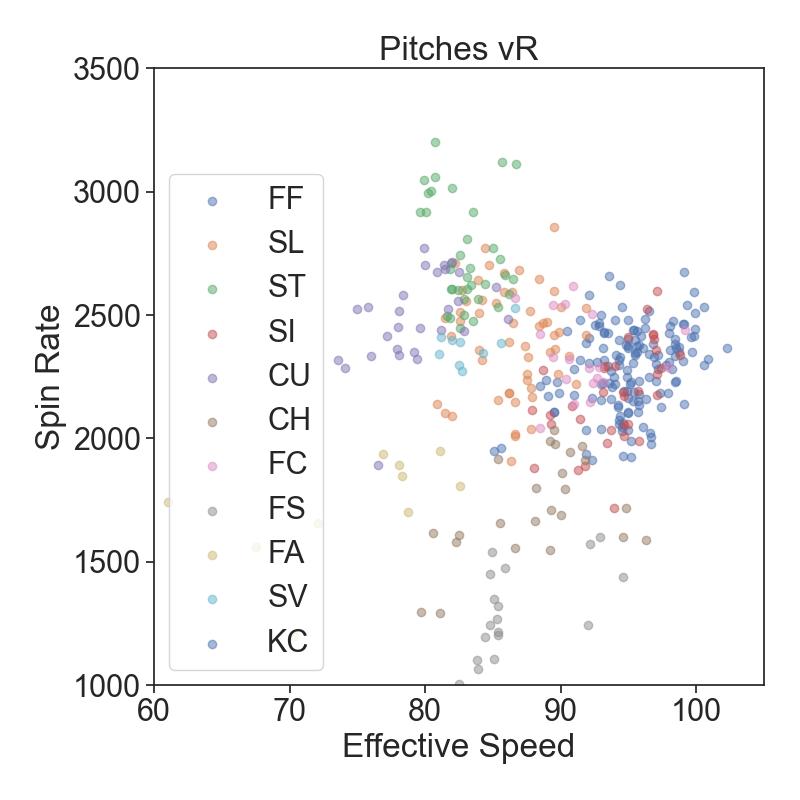 Pitches vR
3500
3000
2500
2000
1500
1000
Spin Rate
FF
SL
ST
SI
CU
CH
FC
FS
FA
SV
KC
60
70
80
90
100
Effective Speed